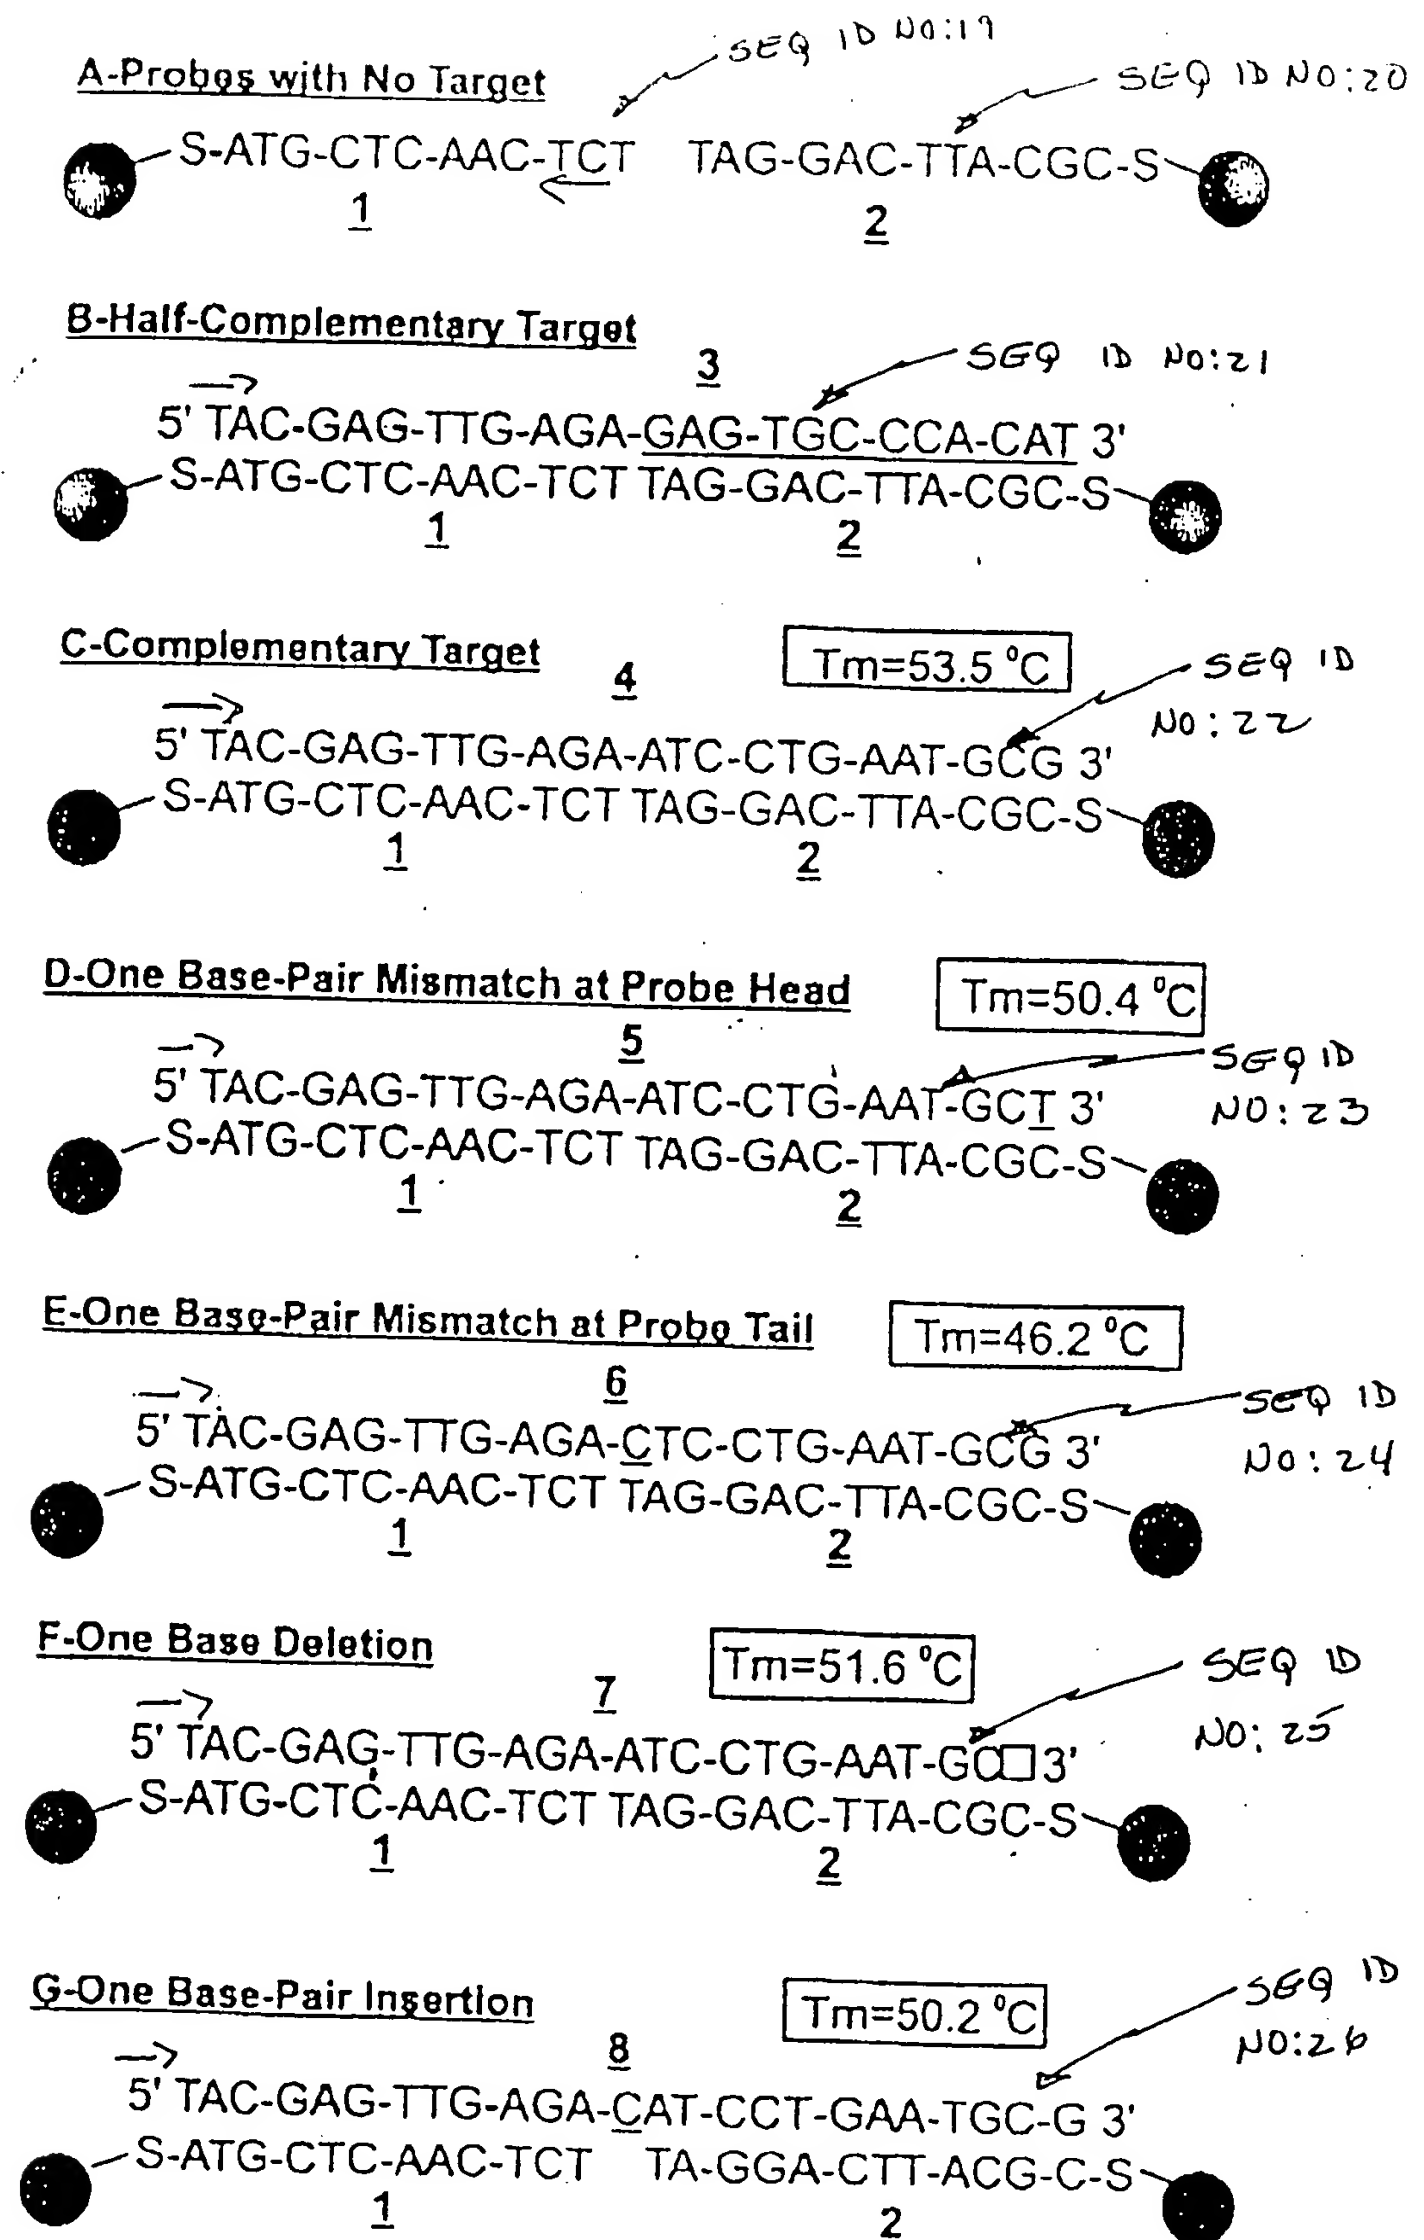 SEQ ID NO:19
A-Probes with No Target
SEQ ID NO:20
S-ATG-CTC-AAC-TCT TAG-GAC-TTA-CGC-S
1 2
B-Half-Complementary Target
3
SEQ ID NO:21
5' TAC-GAG-TTG-AGA-GAG-TGC-CCA-CAT 3'
S-ATG-CTC-AAC-TCT TAG-GAC-TTA-CGC-S
1 2
C-Complementary Target
4
Tm=53.5 °C
SEQ ID
NO:22
5' TAC-GAG-TTG-AGA-ATC-CTG-AAT-GCG 3'
S-ATG-CTC-AAC-TCT TAG-GAC-TTA-CGC-S
1 2
D-One Base-Pair Mismatch at Probe Head
Tm=50.4 °C
5
SEQ ID
NO:23
5' TAC-GAG-TTG-AGA-ATC-CTG-AAT-GCT 3'
S-ATG-CTC-AAC-TCT TAG-GAC-TTA-CGC-S
1 2
E-One Base-Pair Mismatch at Probe Tail
Tm=46.2 °C
6
SEQ ID
NO:24
5' TAC-GAG-TTG-AGA-CTC-CTG-AAT-GCG 3'
S-ATG-CTC-AAC-TCT TAG-GAC-TTA-CGC-S
1 2
F-One Base Deletion
Tm=51.6 °C
7
SEQ ID
NO:25
5' TAC-GAG-TTG-AGA-ATC-CTG-AAT-GC□ 3'
S-ATG-CTC-AAC-TCT TAG-GAC-TTA-CGC-S
1 2
G-One Base-Pair Insertion
Tm=50.2 °C
8
SEQ ID
NO:26
5' TAC-GAG-TTG-AGA-CAT-CCT-GAA-TGC-G 3'
S-ATG-CTC-AAC-TCT TA-GGA-CTT-ACG-C-S
1 2